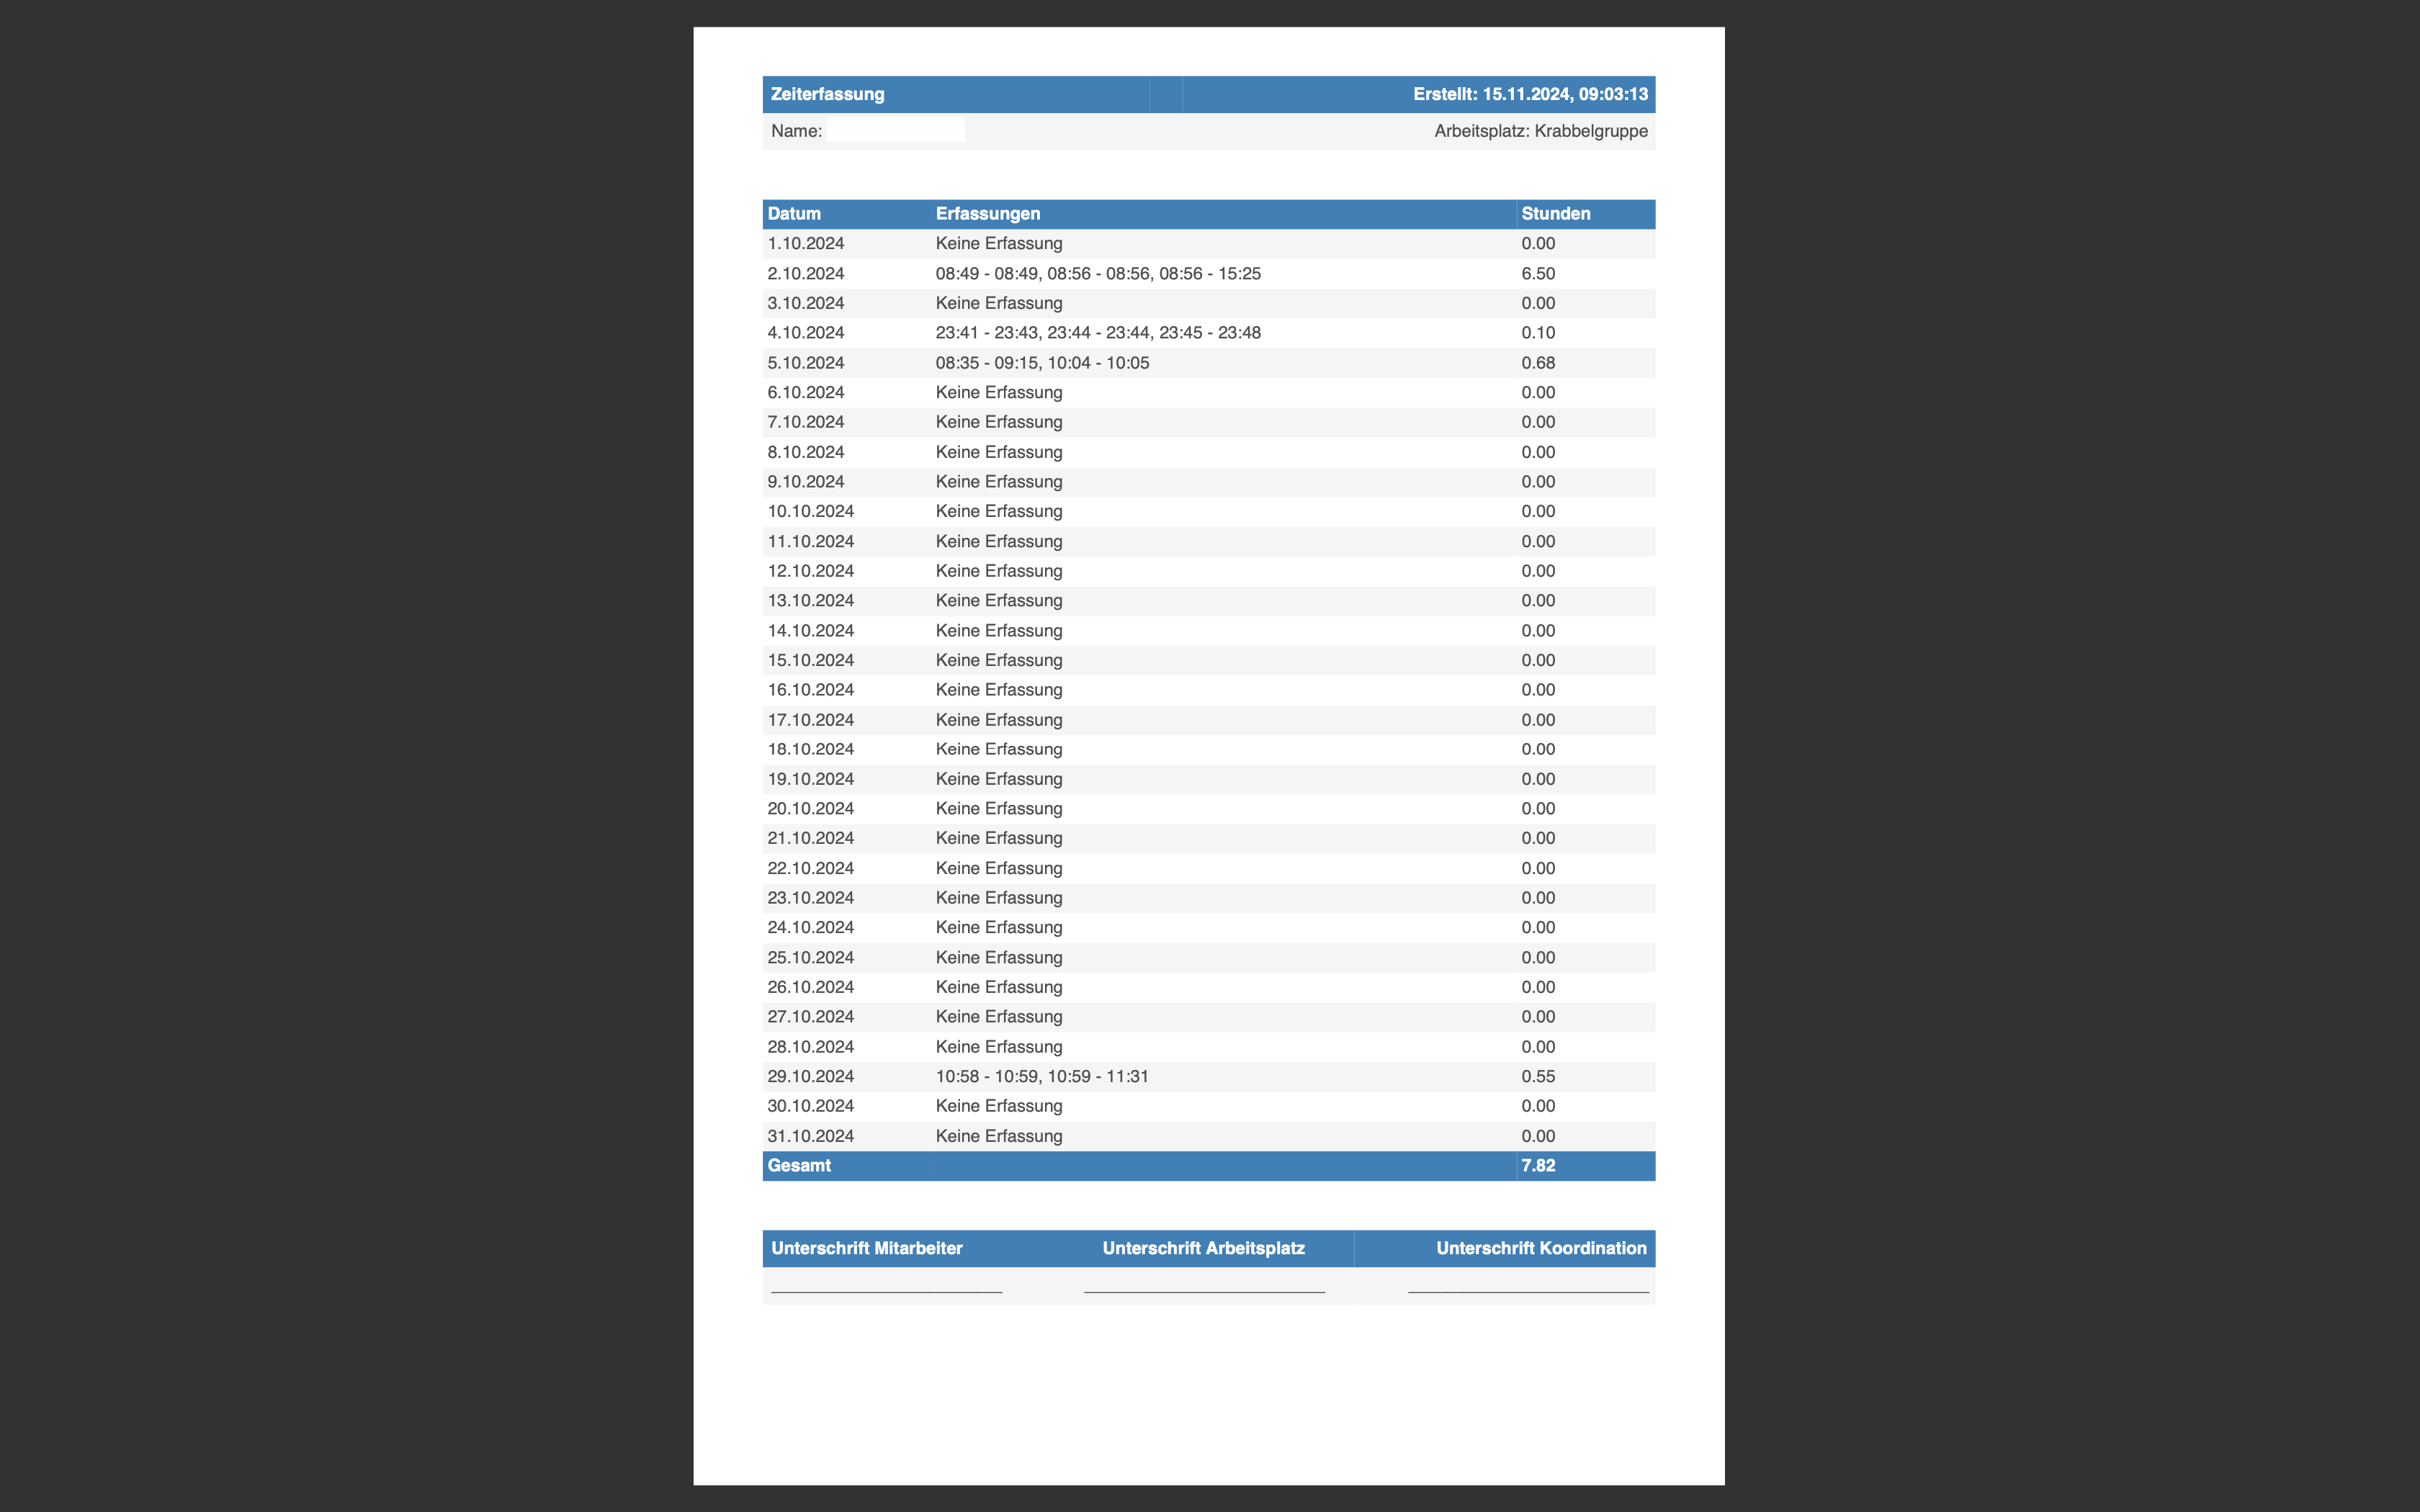 Zeiterfassung Erstellt: 15.11.2024, 09:03:13
Name: Arbeitsplatz: Krabbelgruppe
Datum Erfassungen Stunden
1.10.2024 Keine Erfassung 0.00
2.10.2024 08:49 - 08:49, 08:56 - 08:56, 08:56 - 15:25 6.50
3.10.2024 Keine Erfassung 0.00
4.10.2024 23:41 - 23:43, 23:44 - 23:44, 23:45 - 23:48 0.10
5.10.2024 08:35 - 09:15, 10:04 - 10:05 0.68
6.10.2024 Keine Erfassung 0.00
7.10.2024 Keine Erfassung 0.00
8.10.2024 Keine Erfassung 0.00
9.10.2024 Keine Erfassung 0.00
10.10.2024 Keine Erfassung 0.00
11.10.2024 Keine Erfassung 0.00
12.10.2024 Keine Erfassung 0.00
13.10.2024 Keine Erfassung 0.00
14.10.2024 Keine Erfassung 0.00
15.10.2024 Keine Erfassung 0.00
16.10.2024 Keine Erfassung 0.00
17.10.2024 Keine Erfassung 0.00
18.10.2024 Keine Erfassung 0.00
19.10.2024 Keine Erfassung 0.00
20.10.2024 Keine Erfassung 0.00
21.10.2024 Keine Erfassung 0.00
22.10.2024 Keine Erfassung 0.00
23.10.2024 Keine Erfassung 0.00
24.10.2024 Keine Erfassung 0.00
25.10.2024 Keine Erfassung 0.00
26.10.2024 Keine Erfassung 0.00
27.10.2024 Keine Erfassung 0.00
28.10.2024 Keine Erfassung 0.00
29.10.2024 10:58 - 10:59, 10:59 - 11:31 0.55
30.10.2024 Keine Erfassung 0.00
31.10.2024 Keine Erfassung 0.00
Gesamt 7.82
Unterschrift Mitarbeiter Unterschrift Arbeitsplatz Unterschrift Koordination